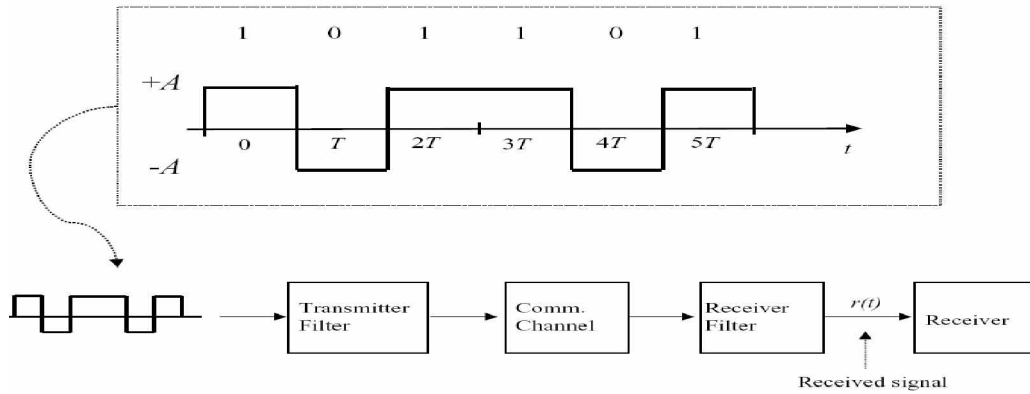 1 0 1 1 0 1
+A
0 T 2T 3T 4T 5T t
-A
Transmitter
Filter
Comm.
Channel
Receiver
Filter
r(t)
Receiver
Received signal